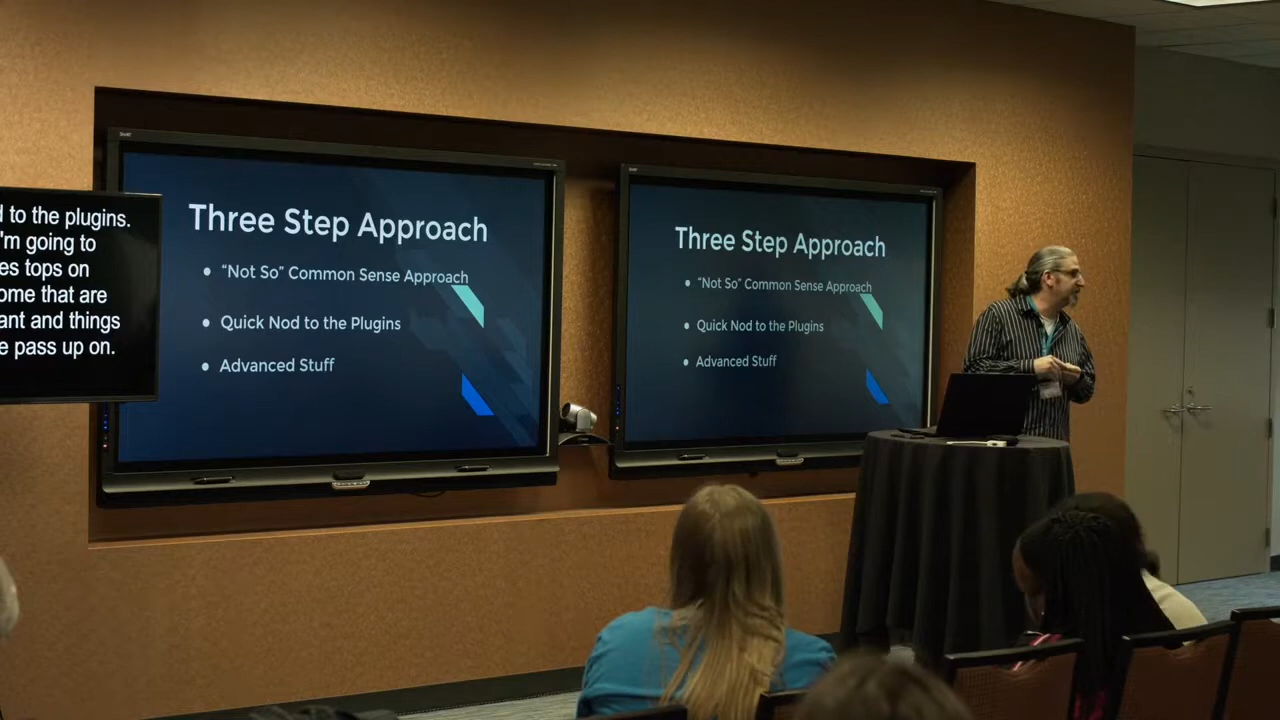 to the plugins.
'm going to
es tops on
ome that are
ant and things
e pass up on.
SMART
Three Step Approach
• “Not So” Common Sense Approach
• Quick Nod to the Plugins
• Advanced Stuff
Three Step Approach
• “Not So” Common Sense Approach
• Quick Nod to the Plugins
• Advanced Stuff